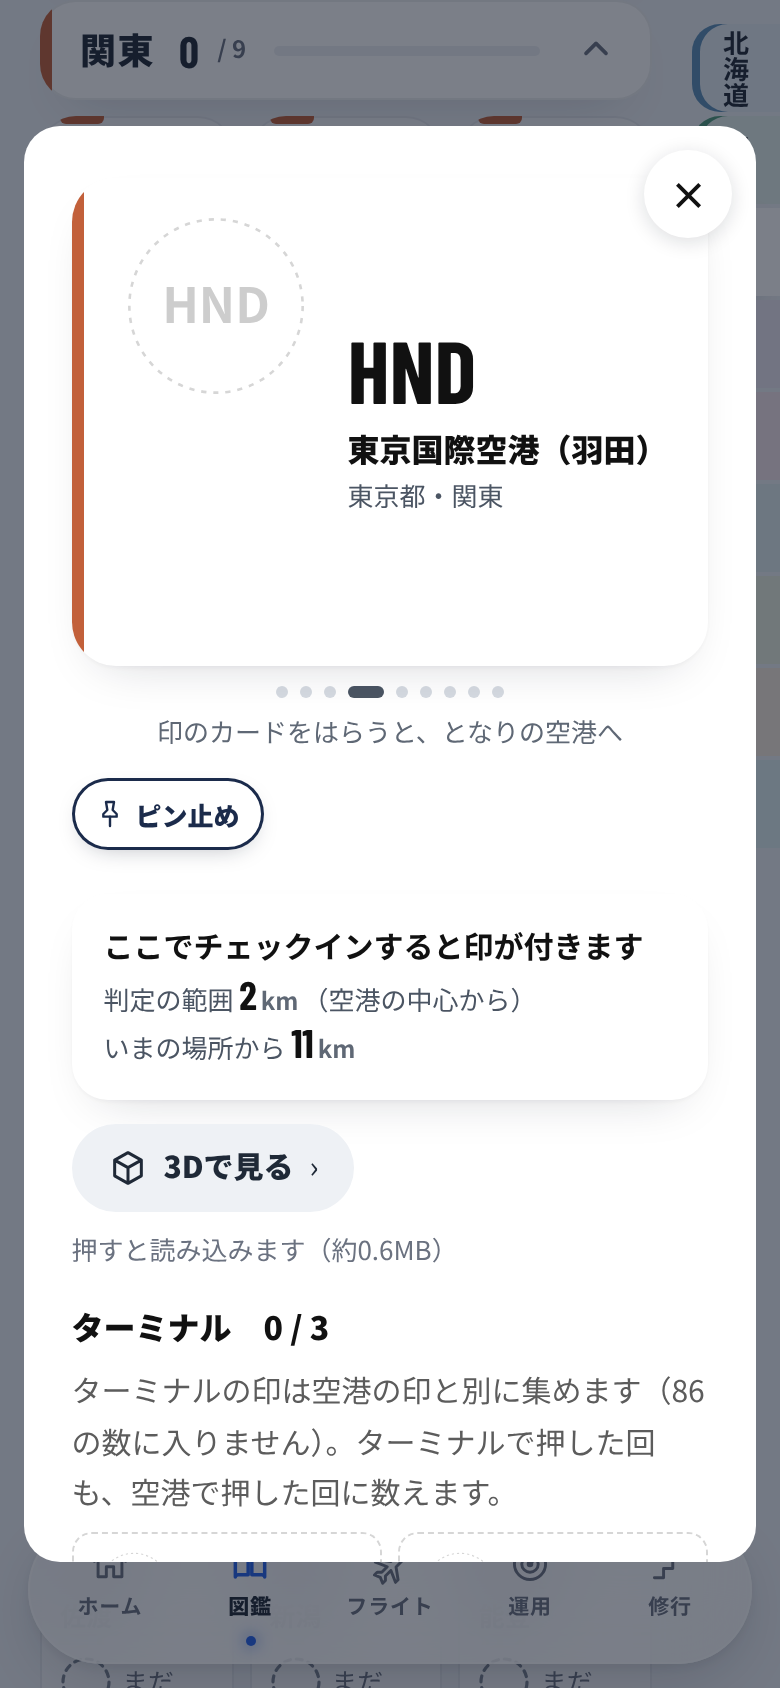 関東 0 / 9
北海道
HND
HND
東京国際空港（羽田）
東京都・関東
印のカードをはらうと、となりの空港へ
ピン止め
ここでチェックインすると印が付きます
判定の範囲 2 km （空港の中心から）
いまの場所から 11 km
3Dで見る ›
押すと読み込みます（約0.6MB）
ターミナル 0 / 3
ターミナルの印は空港の印と別に集めます（86
の数に入りません）。ターミナルで押した回
も、空港で押した回に数えます。
ホーム 図鑑 フライト 運用 修行
まだ まだ まだ